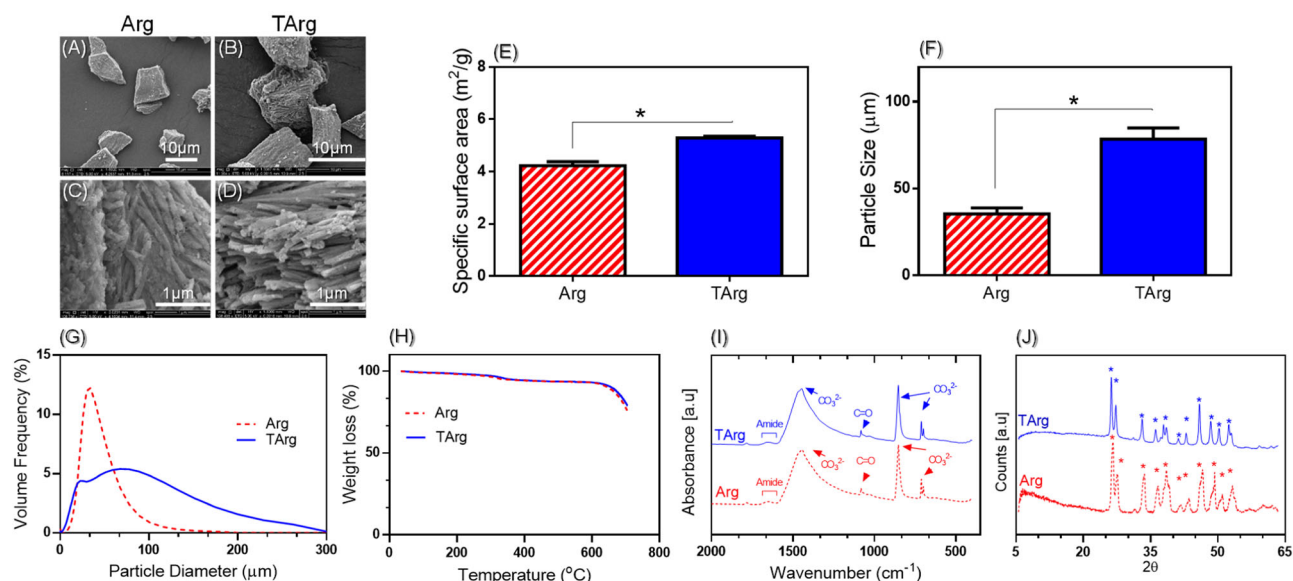 Arg
TArg
(A)
10μm
(B)
10μm
(C)
1μm
(D)
1μm
(E)
Specific surface area (m²/g)
8
6
4
2
0
*
Arg
TArg
(F)
Particle Size (μm)
100
50
0
*
Arg
TArg
(G)
Volume Frequency (%)
15
10
5
0
Arg
TArg
0
100
200
300
Particle Diameter (μm)
(H)
Weight loss (%)
100
50
0
Arg
TArg
0
200
400
600
800
Temperature (°C)
(I)
Absorbance [a.u]
CO₃²⁻
C=O
CO₃²⁻
Amide
TArg
CO₃²⁻
C=O
CO₃²⁻
Amide
Arg
2000
1500
1000
500
Wavenumber (cm⁻¹)
(J)
Counts [a.u]
* * * * * * * * * * *
TArg
* * * * * * * * * * *
Arg
5
35
50
65
2θ